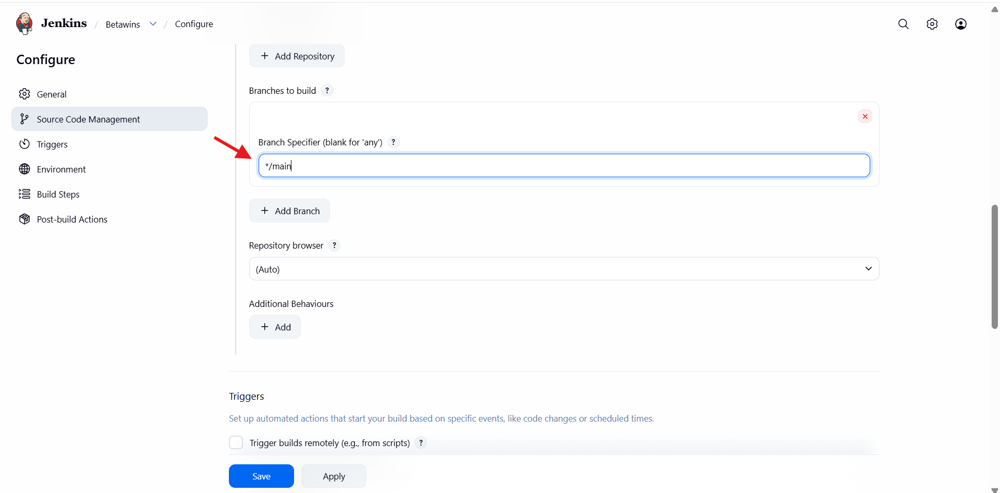 Jenkins / Betawins / Configure
Configure
General
Source Code Management
Triggers
Environment
Build Steps
Post-build Actions
+ Add Repository
Branches to build ?
Branch Specifier (blank for 'any') ?
*/main
+ Add Branch
Repository browser ?
(Auto)
Additional Behaviours
+ Add
Triggers
Set up automated actions that start your build based on specific events, like code changes or scheduled times.
Trigger builds remotely (e.g., from scripts) ?
Save Apply